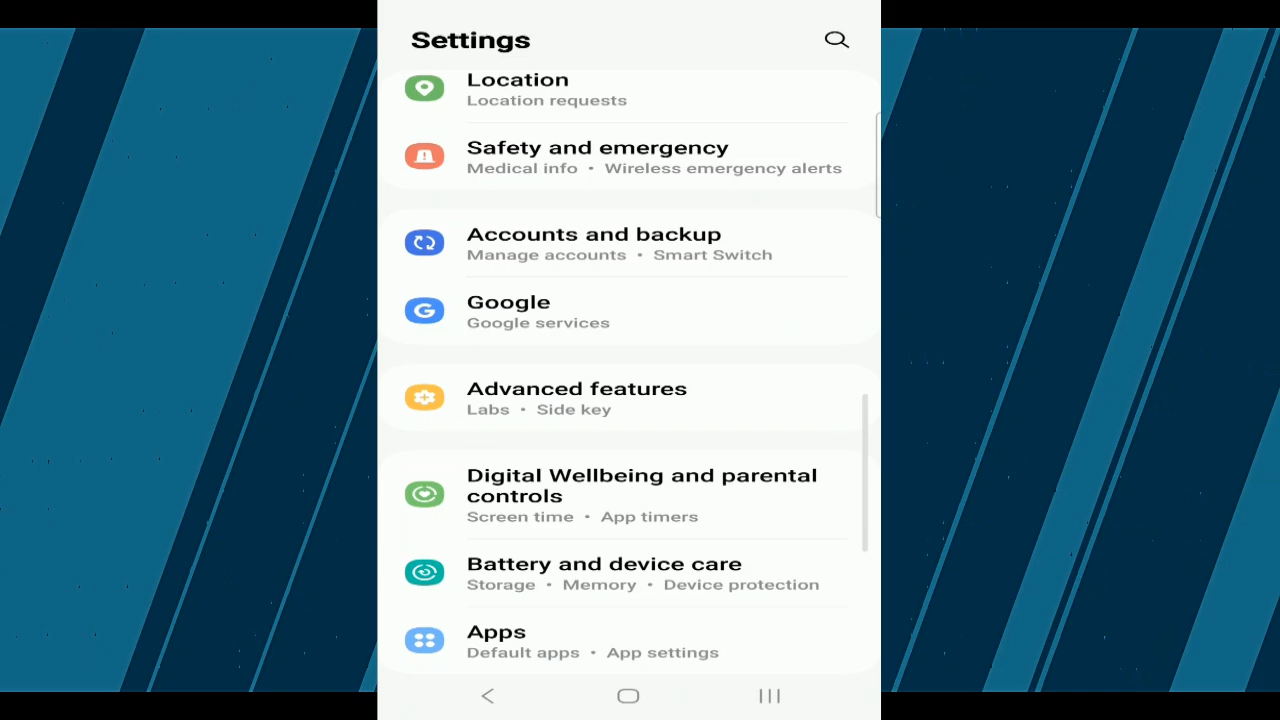 Settings
Location
Location requests
Safety and emergency
Medical info • Wireless emergency alerts
Accounts and backup
Manage accounts • Smart Switch
Google
Google services
Advanced features
Labs • Side key
Digital Wellbeing and parental
controls
Screen time • App timers
Battery and device care
Storage • Memory • Device protection
Apps
Default apps • App settings